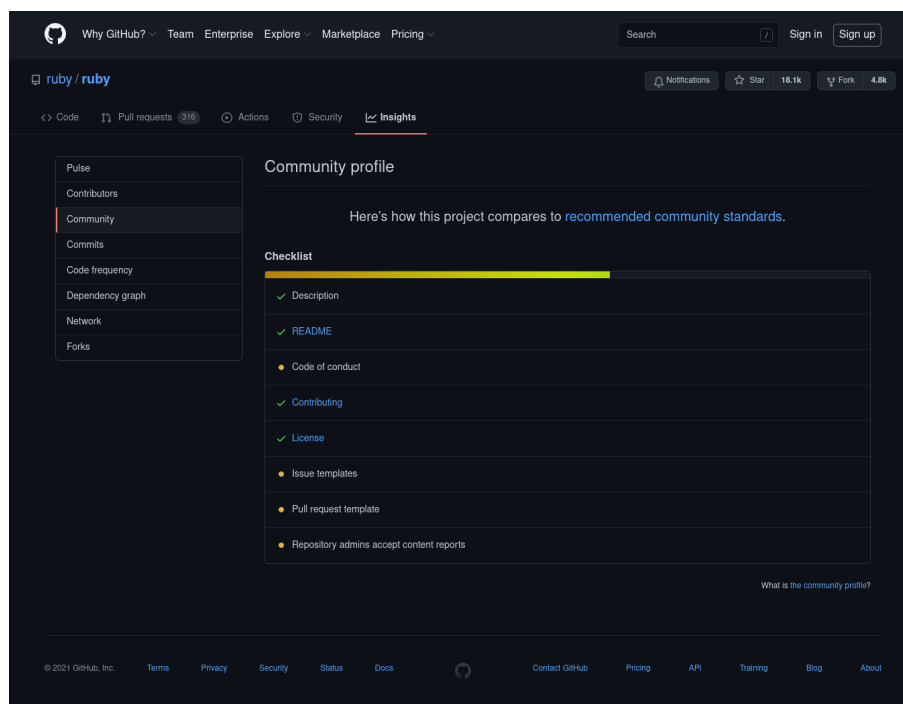 Why GitHub? Team Enterprise Explore Marketplace Pricing Search / Sign in Sign up
ruby / ruby Notifications Star 18.1k Fork 4.8k
Code Pull requests 316 Actions Security Insights
Pulse
Contributors
Community
Commits
Code frequency
Dependency graph
Network
Forks
Community profile
Here's how this project compares to recommended community standards.
Checklist
Description
README
Code of conduct
Contributing
License
Issue templates
Pull request template
Repository admins accept content reports
What is the community profile?
© 2021 GitHub, Inc. Terms Privacy Security Status Docs Contact GitHub Pricing API Training Blog About